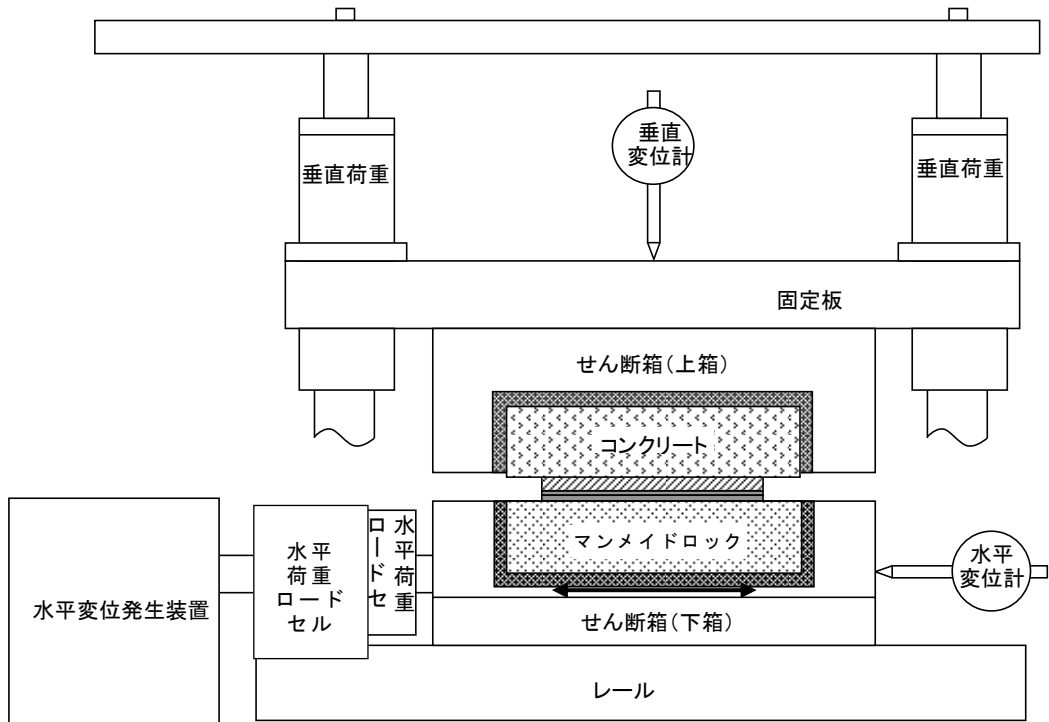 垂直
変位計
垂直荷重
垂直荷重
固定板
せん断箱(上箱)
コンクリート
マンメイドロック
水平
変位計
水平荷重
ロードセ
水平
荷重
ロード
セル
水平変位発生装置
せん断箱(下箱)
レール